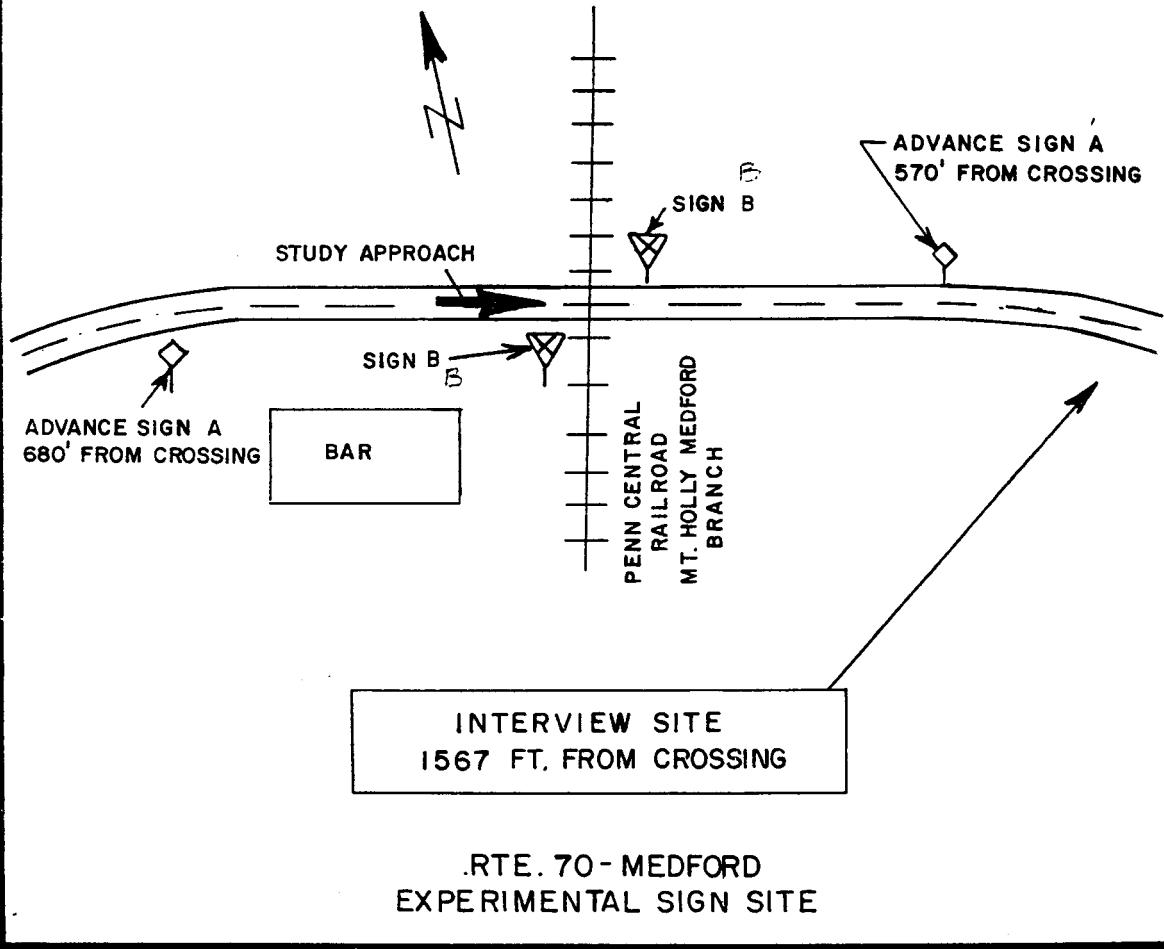 N
ADVANCE SIGN A
570' FROM CROSSING
B
SIGN B
STUDY APPROACH
SIGN B
B
ADVANCE SIGN A
680' FROM CROSSING
BAR
PENN CENTRAL
RAILROAD
MT. HOLLY MEDFORD
BRANCH
INTERVIEW SITE
1567 FT. FROM CROSSING
.RTE. 70 - MEDFORD
EXPERIMENTAL SIGN SITE